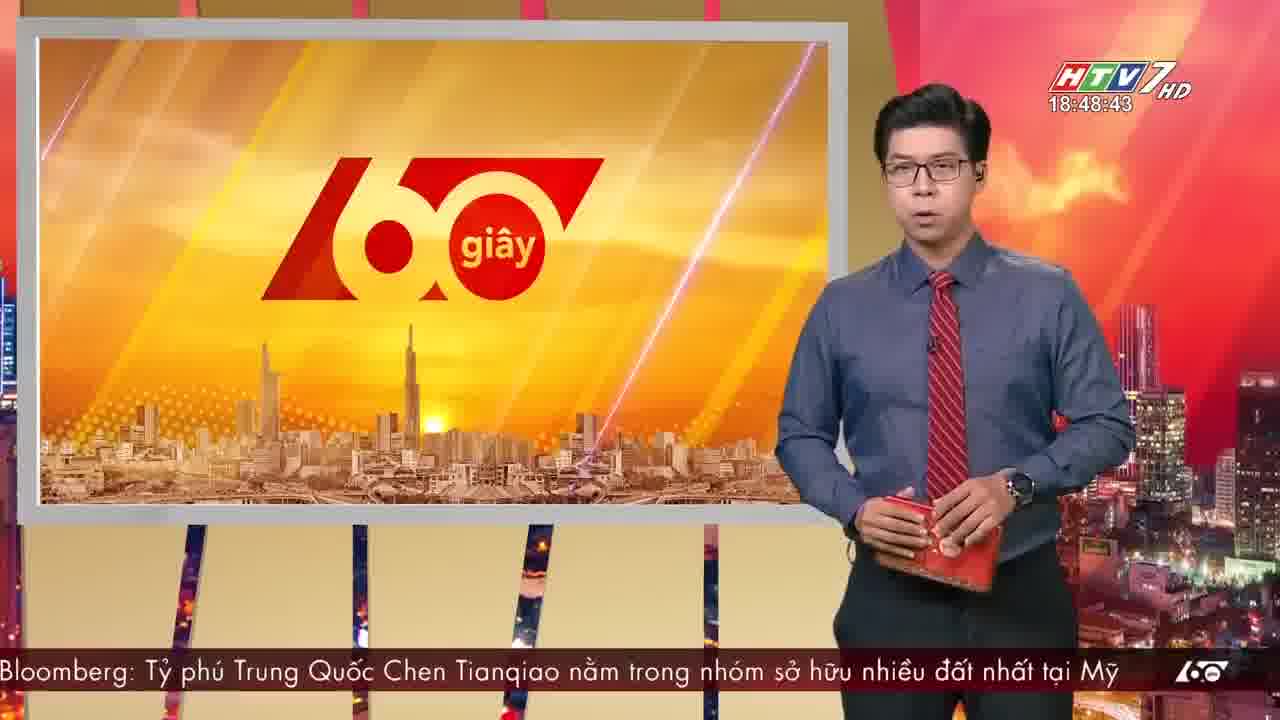 HTV7 HD
18:48:43
60 giây
Bloomberg: Tỷ phú Trung Quốc Chen Tianqiao nằm trong nhóm sở hữu nhiều đất nhất tại Mỹ
60